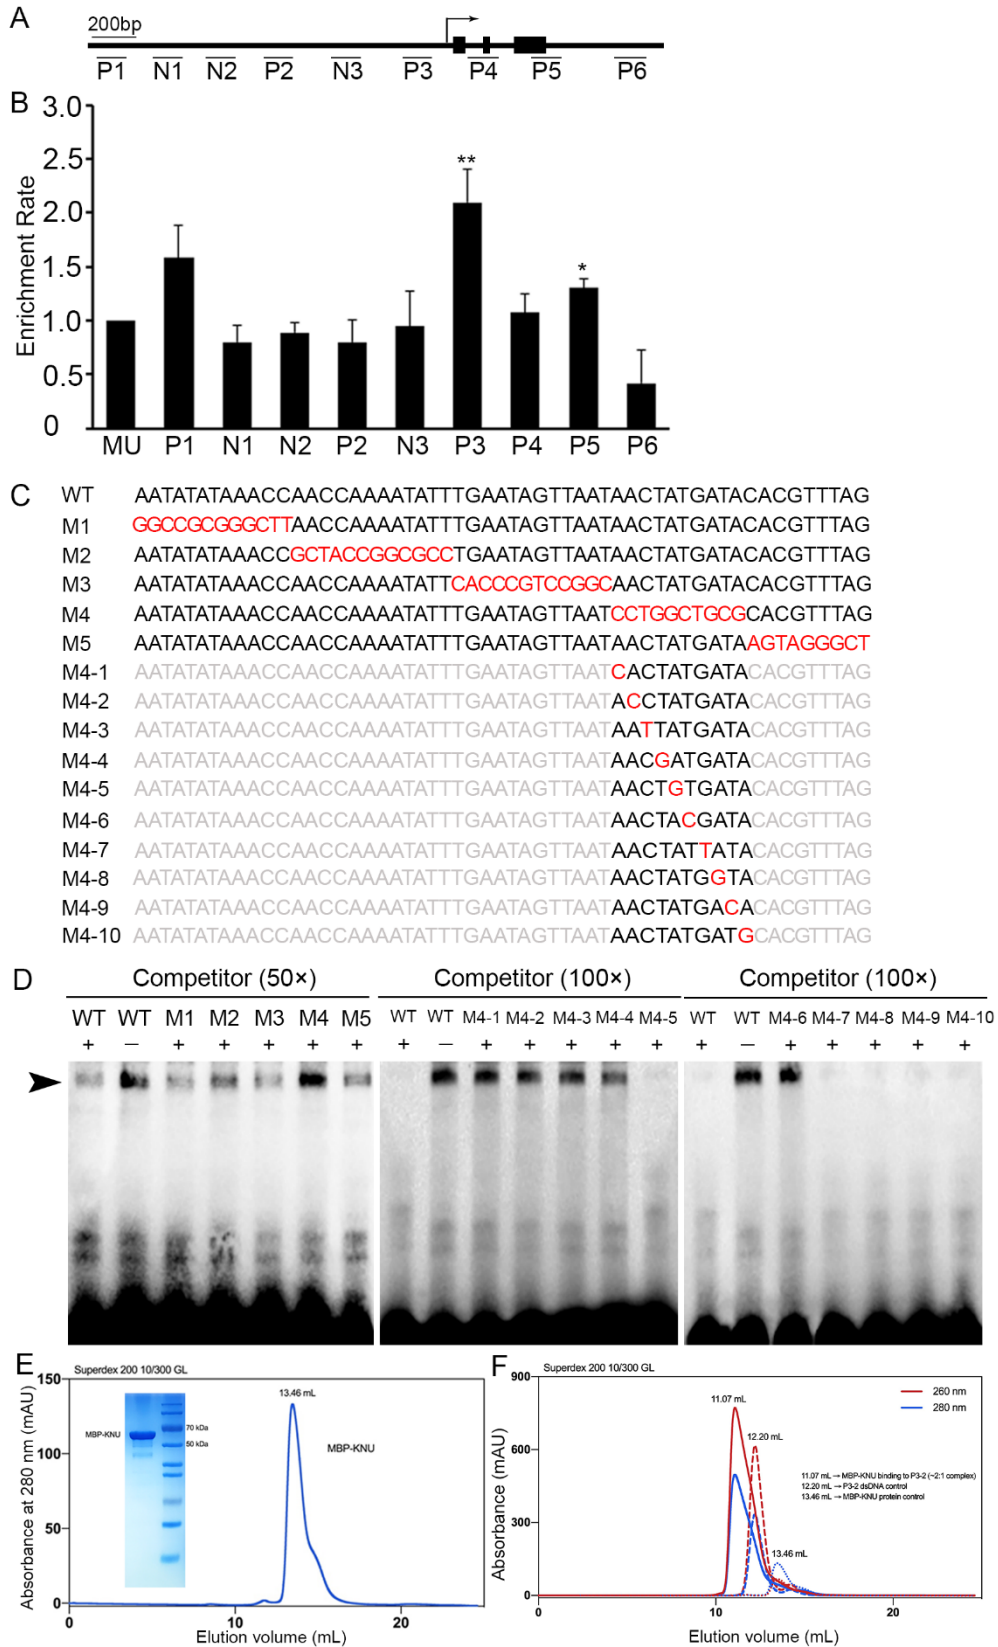 A
200bp
P1 N1 N2 P2 N3 P3 P4 P5 P6
B
Enrichment Rate
3.0
2.5
2.0
1.5
1.0
0.5
0
** *
MU P1 N1 N2 P2 N3 P3 P4 P5 P6
C
WT AATATATAAACCAACCAAAATATTTGAATAGTTAATAACTATGATACACGTTTAG
M1 GGCCGCGGGCTTAACCAAAATATTTGAATAGTTAATAACTATGATACACGTTTAG
M2 AATATATAAACCGCTACCGGCGCCTGAATAGTTAATAACTATGATACACGTTTAG
M3 AATATATAAACCAACCAAAATATTCACCCGTCCGGCAACTATGATACACGTTTAG
M4 AATATATAAACCAACCAAAATATTTGAATAGTTAATCCTGGCTGCGCACGTTTAG
M5 AATATATAAACCAACCAAAATATTTGAATAGTTAATAACTATGATAAGTAGGGCT
M4-1 AATATATAAACCAACCAAAATATTTGAATAGTTAATCACTATGATACACGTTTAG
M4-2 AATATATAAACCAACCAAAATATTTGAATAGTTAATACCTATGATACACGTTTAG
M4-3 AATATATAAACCAACCAAAATATTTGAATAGTTAATAATTATGATACACGTTTAG
M4-4 AATATATAAACCAACCAAAATATTTGAATAGTTAATAACGATGATACACGTTTAG
M4-5 AATATATAAACCAACCAAAATATTTGAATAGTTAATAACTGTGATACACGTTTAG
M4-6 AATATATAAACCAACCAAAATATTTGAATAGTTAATAACTACGATACACGTTTAG
M4-7 AATATATAAACCAACCAAAATATTTGAATAGTTAATAACTATTATACACGTTTAG
M4-8 AATATATAAACCAACCAAAATATTTGAATAGTTAATAACTATGGTACACGTTTAG
M4-9 AATATATAAACCAACCAAAATATTTGAATAGTTAATAACTATGACACACGTTTAG
M4-10 AATATATAAACCAACCAAAATATTTGAATAGTTAATAACTATGATGCACGTTTAG
D
Competitor (50×) Competitor (100×) Competitor (100×)
WT WT M1 M2 M3 M4 M5 WT WT M4-1 M4-2 M4-3 M4-4 M4-5 WT WT M4-6 M4-7 M4-8 M4-9 M4-10
+ – + + + + + + – + + + + + + – + + + + +
E
Superdex 200 10/300 GL
Absorbance at 280 nm (mAU)
150
100
50
0
13.46 mL
MBP-KNU
MBP-KNU
70 kDa
50 kDa
0 10 20
Elution volume (mL)
F
Superdex 200 10/300 GL
Absorbance (mAU)
900
600
300
0
11.07 mL
12.20 mL
13.46 mL
260 nm
280 nm
11.07 mL → MBP-KNU binding to P3-2 (~2:1 complex)
12.20 mL → P3-2 dsDNA control
13.46 mL → MBP-KNU protein control
0 10 20
Elution volume (mL)